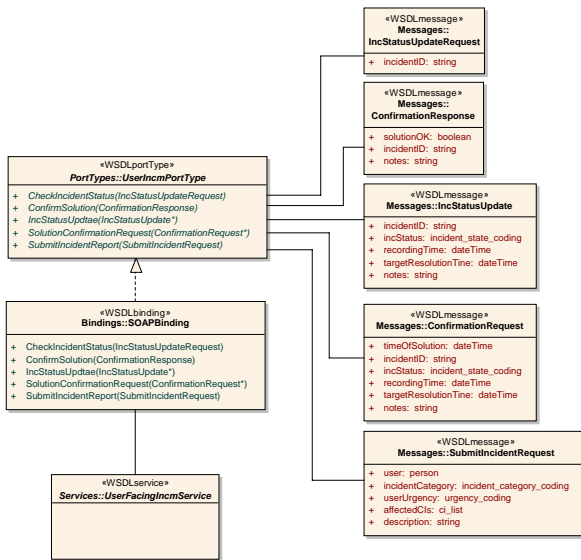 «WSDLportType»
PortTypes::UserIncmPortType
+ CheckIncidentStatus(IncStatusUpdateRequest)
+ ConfirmSolution(ConfirmationResponse)
+ IncStatusUpdtae(IncStatusUpdate*)
+ SolutionConfirmationRequest(ConfirmationRequest*)
+ SubmitIncidentReport(SubmitIncidentRequest)
«WSDLbinding»
Bindings::SOAPBinding
+ CheckIncidentStatus(IncStatusUpdateRequest)
+ ConfirmSolution(ConfirmationResponse)
+ IncStatusUpdtae(IncStatusUpdate*)
+ SolutionConfirmationRequest(ConfirmationRequest*)
+ SubmitIncidentReport(SubmitIncidentRequest)
«WSDLservice»
Services::UserFacingIncmService
«WSDLmessage»
Messages::
IncStatusUpdateRequest
+ incidentID: string
«WSDLmessage»
Messages::
ConfirmationResponse
+ solutionOK: boolean
+ incidentID: string
+ notes: string
«WSDLmessage»
Messages::IncStatusUpdate
+ incidentID: string
+ incStatus: incident_state_coding
+ recordingTime: dateTime
+ targetResolutionTine: dateTime
+ notes: string
«WSDLmessage»
Messages::ConfirmationRequest
+ timeOfSolution: dateTime
+ incidentID: string
+ incStatus: incident_state_coding
+ recordingTime: dateTime
+ targetResolutionTine: dateTime
+ notes: string
«WSDLmessage»
Messages::SubmitIncidentRequest
+ user: person
+ incidentCategory: incident_category_coding
+ userUrgency: urgency_coding
+ affectedCIs: ci_list
+ description: string